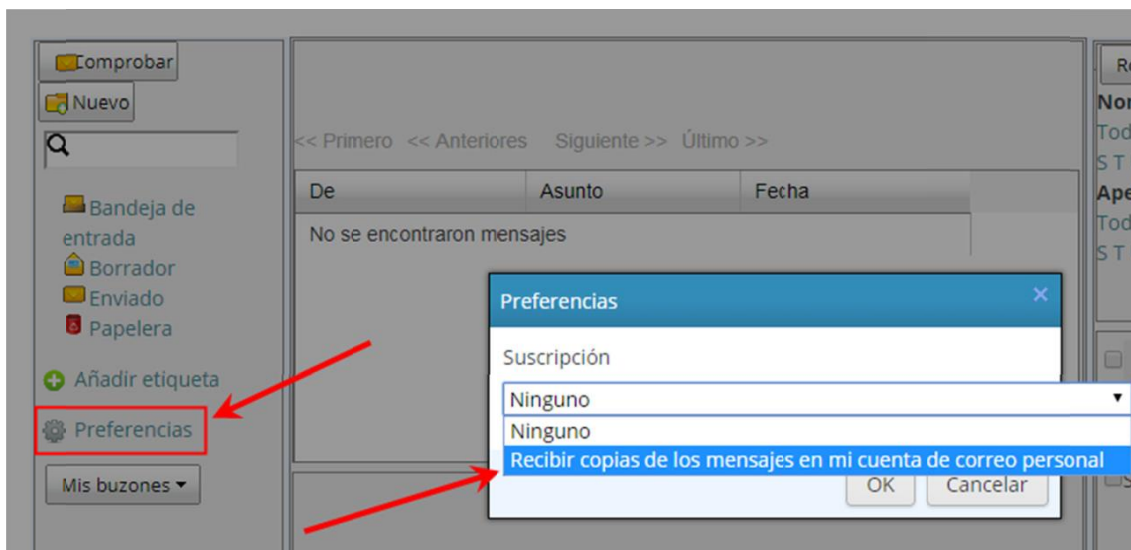 Comprobar
Nuevo
Bandeja de
entrada
Borrador
Enviado
Papelera
Añadir etiqueta
Preferencias
Mis buzones
<< Primero << Anteriores Siguiente >> Último >>
De Asunto Fecha
No se encontraron mensajes
Preferencias
Suscripción
Ninguno
Ninguno
Recibir copias de los mensajes en mi cuenta de correo personal
OK Cancelar
S T
S T